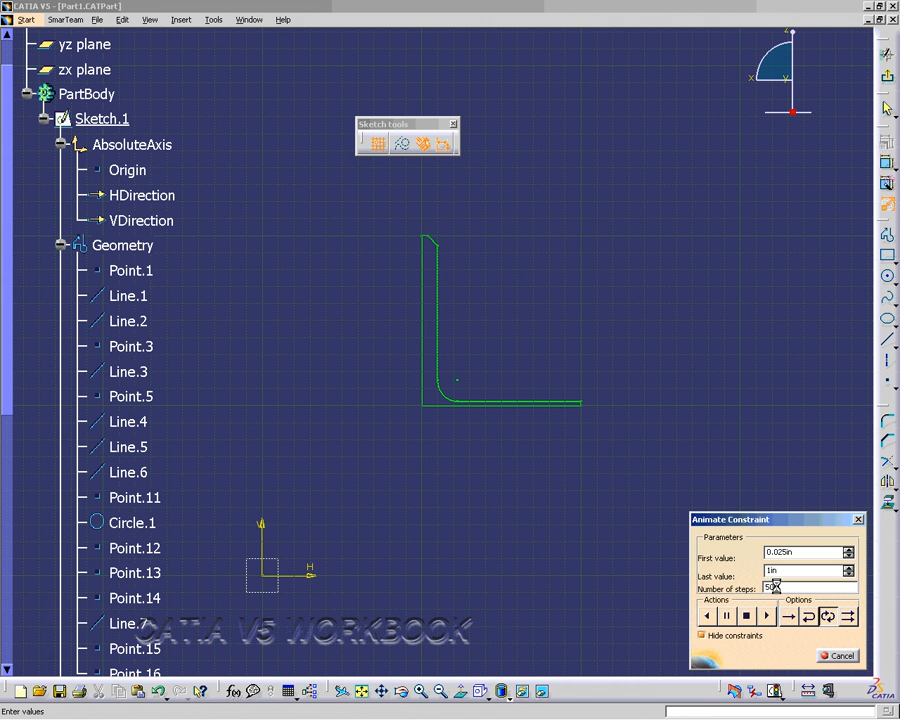 CATIA V5 - [Part1.CATPart]
Start SmarTeam File Edit View Insert Tools Window Help
yz plane
zx plane
PartBody
Sketch.1
AbsoluteAxis
Origin
HDirection
VDirection
Geometry
Point.1
Line.1
Line.2
Point.3
Line.3
Point.5
Line.4
Line.5
Line.6
Point.11
Circle.1
Point.12
Point.13
Point.14
Line.7
Point.15
Point.16
Sketch tools
z
x
y
V
H
CATIA V5 WORKBOOK
Animate Constraint
Parameters
First value: 0.025in
Last value: 1in
Number of steps: 50
Actions Options
Hide constraints
Cancel
f(x)
CATIA
Enter values